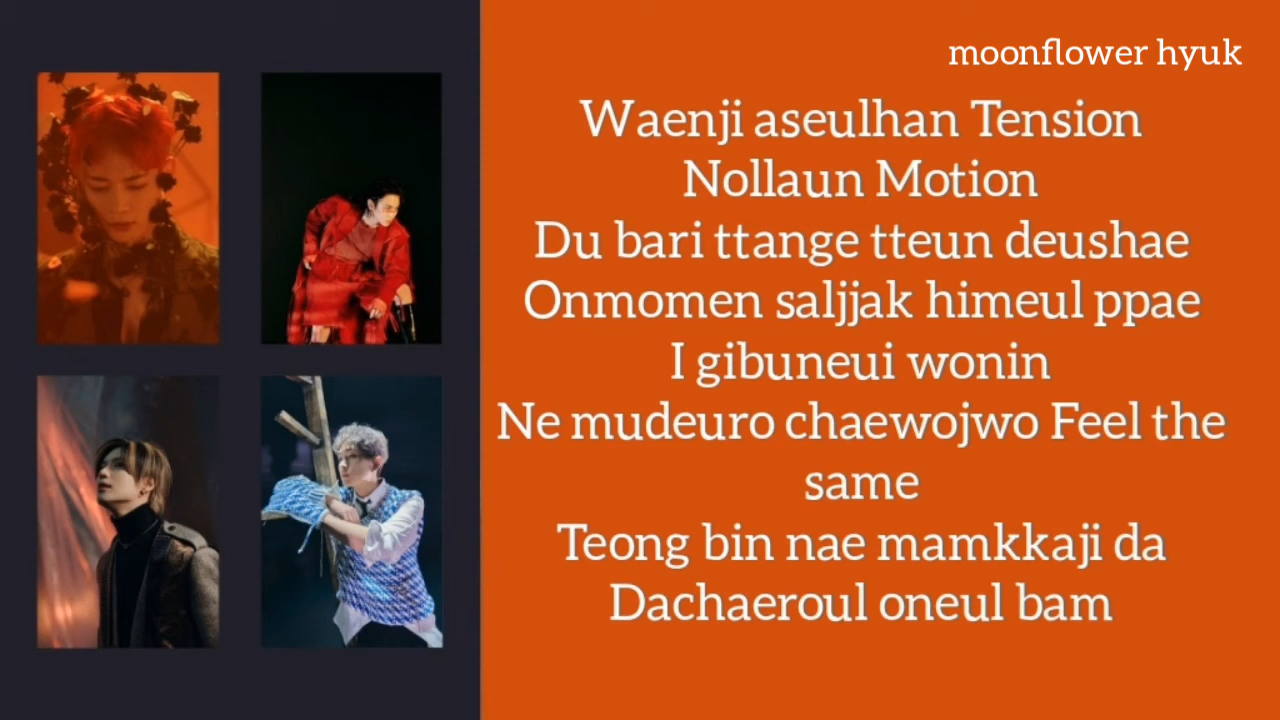 moonflower hyuk
Waenji aseulhan Tension
Nollaun Motion
Du bari ttange tteun deushae
Onmomen saljjak himeul ppae
I gibuneui wonin
Ne mudeuro chaewojwo Feel the
same
Teong bin nae mamkkaji da
Dachaeroul oneul bam